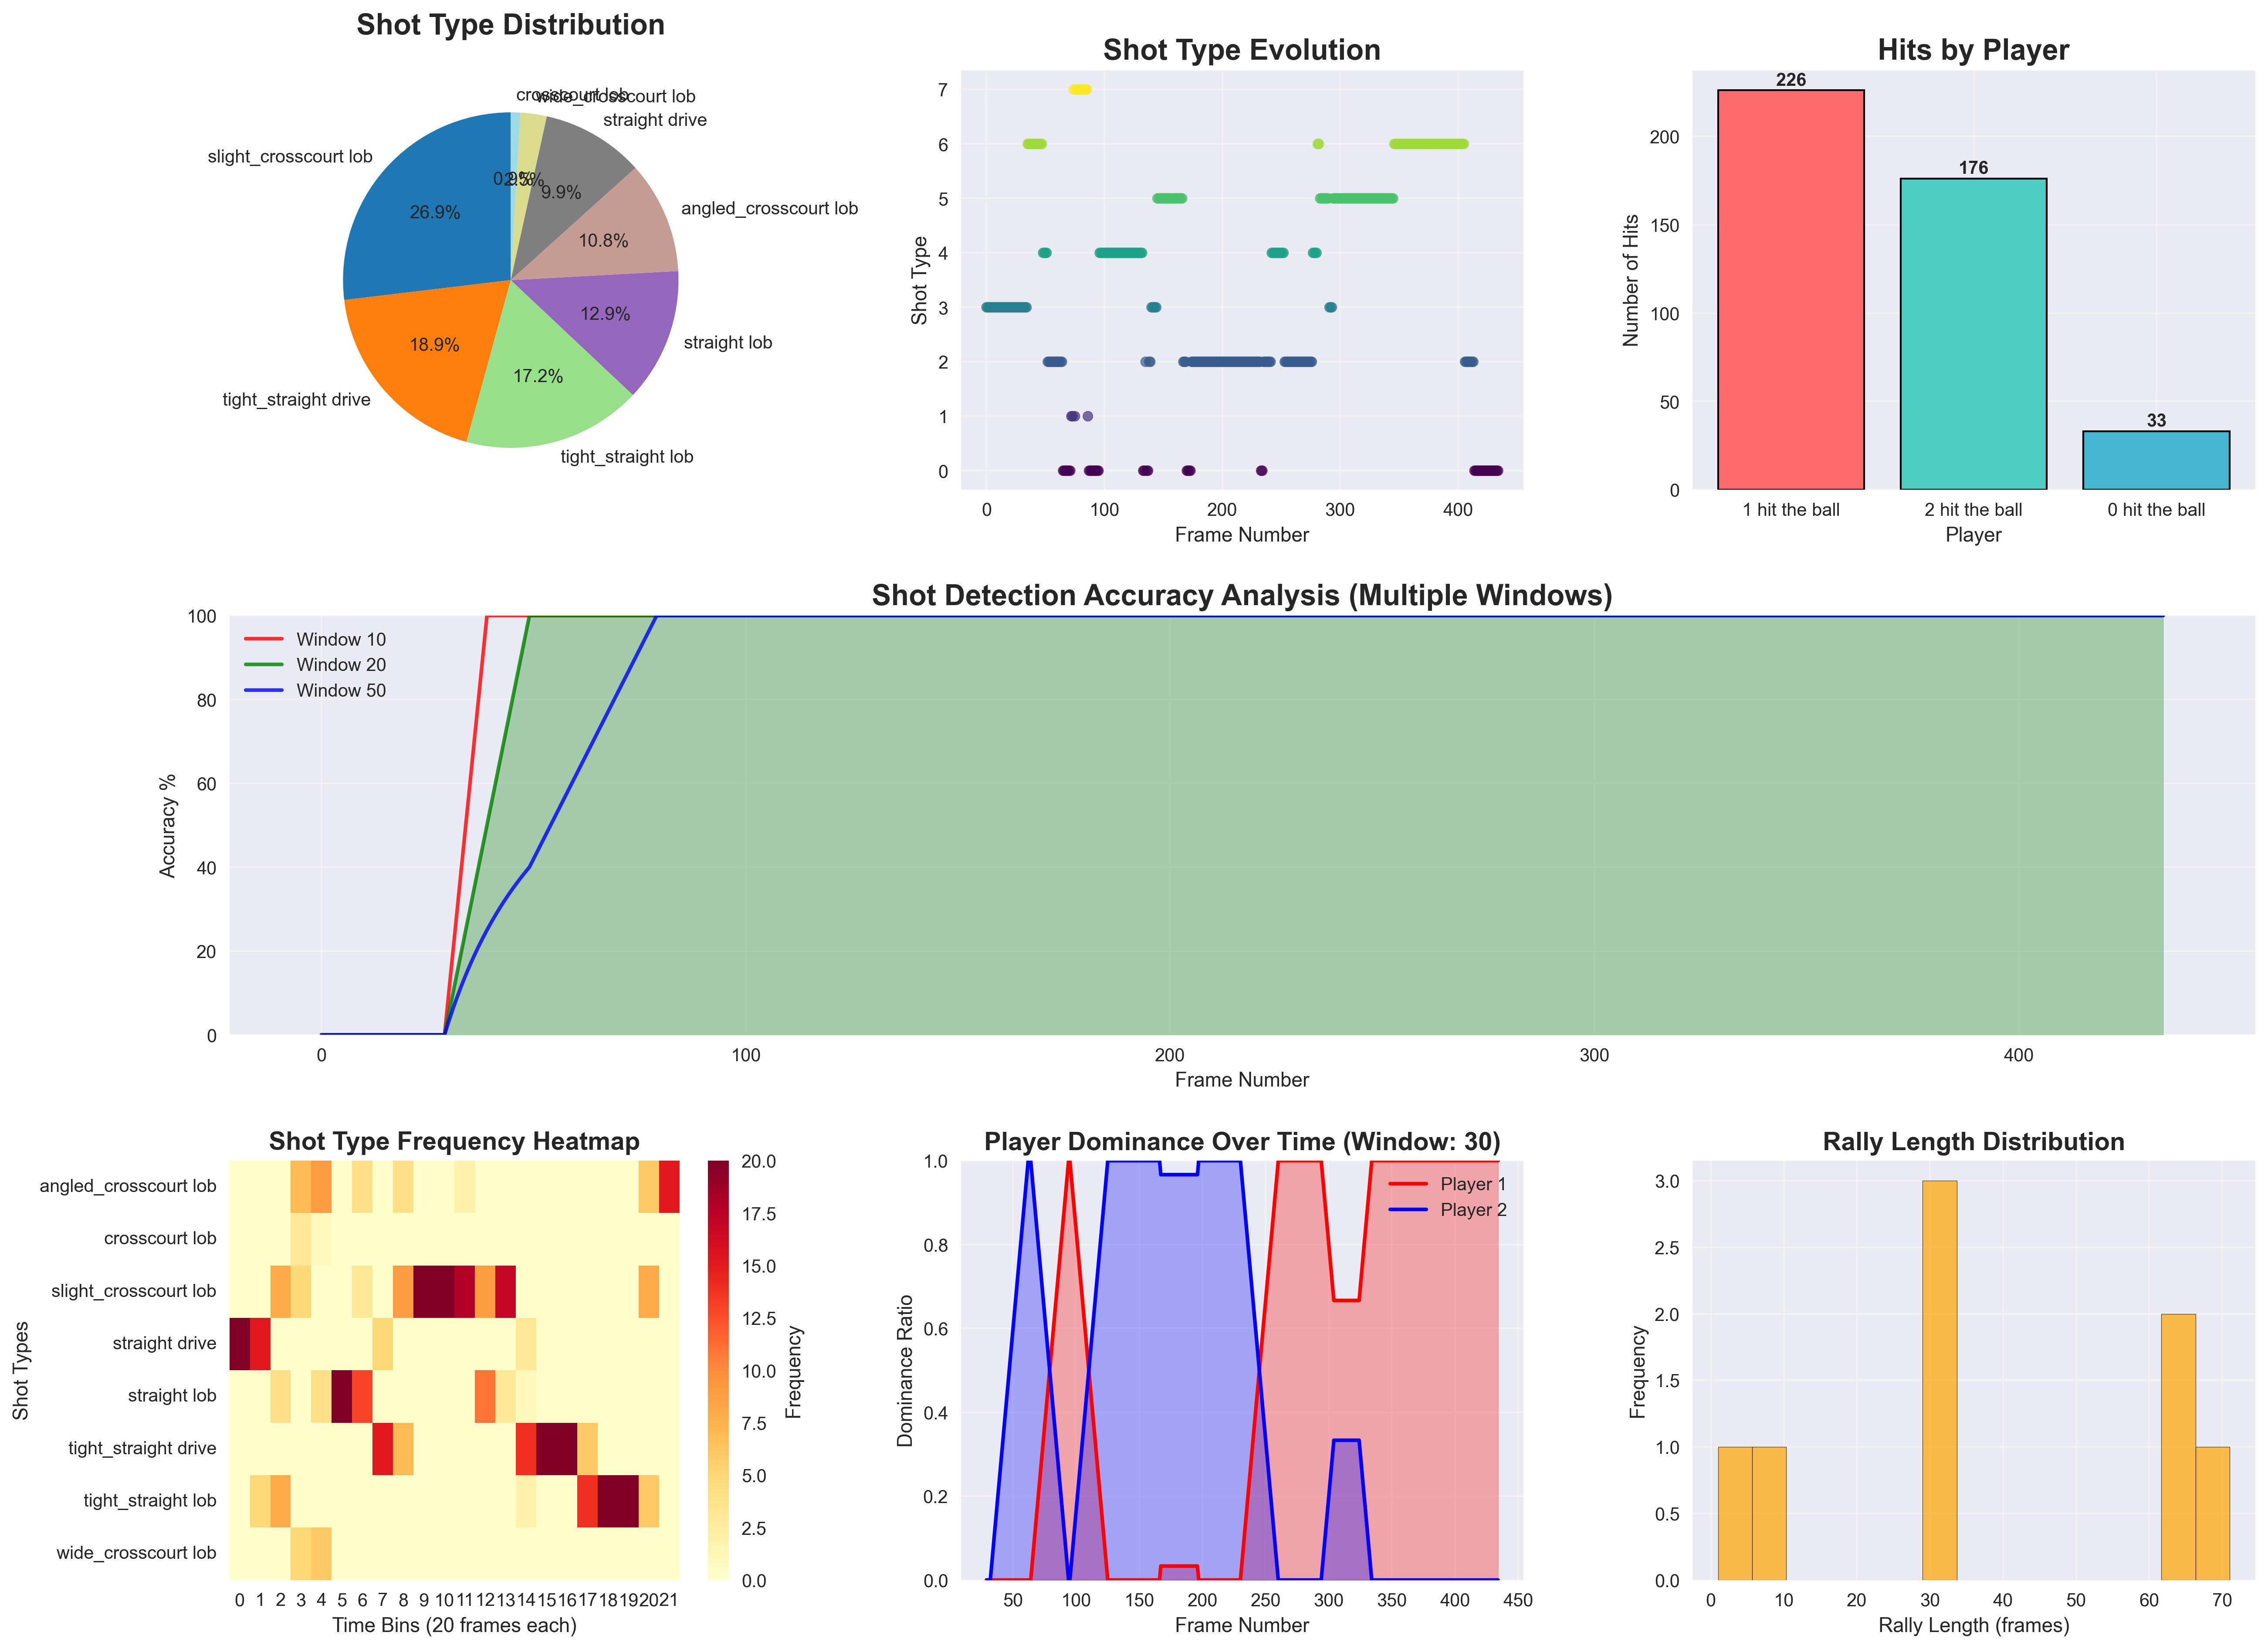 Shot Type Distribution
crosscourt lob
wide_crosscourt lob
straight drive
slight_crosscourt lob
angled_crosscourt lob
straight lob
tight_straight drive
tight_straight lob
0.9%
2.5%
9.9%
26.9%
10.8%
12.9%
18.9%
17.2%
Shot Type Evolution
Shot Type
7
6
5
4
3
2
1
0
0 100 200 300 400
Frame Number
Hits by Player
Number of Hits
226
176
33
200
150
100
50
0
1 hit the ball 2 hit the ball 0 hit the ball
Player
Shot Detection Accuracy Analysis (Multiple Windows)
Accuracy %
100
80
60
40
20
0
Window 10
Window 20
Window 50
0 100 200 300 400
Frame Number
Shot Type Frequency Heatmap
Shot Types
angled_crosscourt lob
crosscourt lob
slight_crosscourt lob
straight drive
straight lob
tight_straight drive
tight_straight lob
wide_crosscourt lob
0 1 2 3 4 5 6 7 8 9 10 11 12 13 14 15 16 17 18 19 20 21
Time Bins (20 frames each)
20.0
17.5
15.0
12.5
10.0
7.5
5.0
2.5
0.0
Frequency
Player Dominance Over Time (Window: 30)
Dominance Ratio
1.0
0.8
0.6
0.4
0.2
0.0
Player 1
Player 2
50 100 150 200 250 300 350 400 450
Frame Number
Rally Length Distribution
Frequency
3.0
2.5
2.0
1.5
1.0
0.5
0.0
0 10 20 30 40 50 60 70
Rally Length (frames)